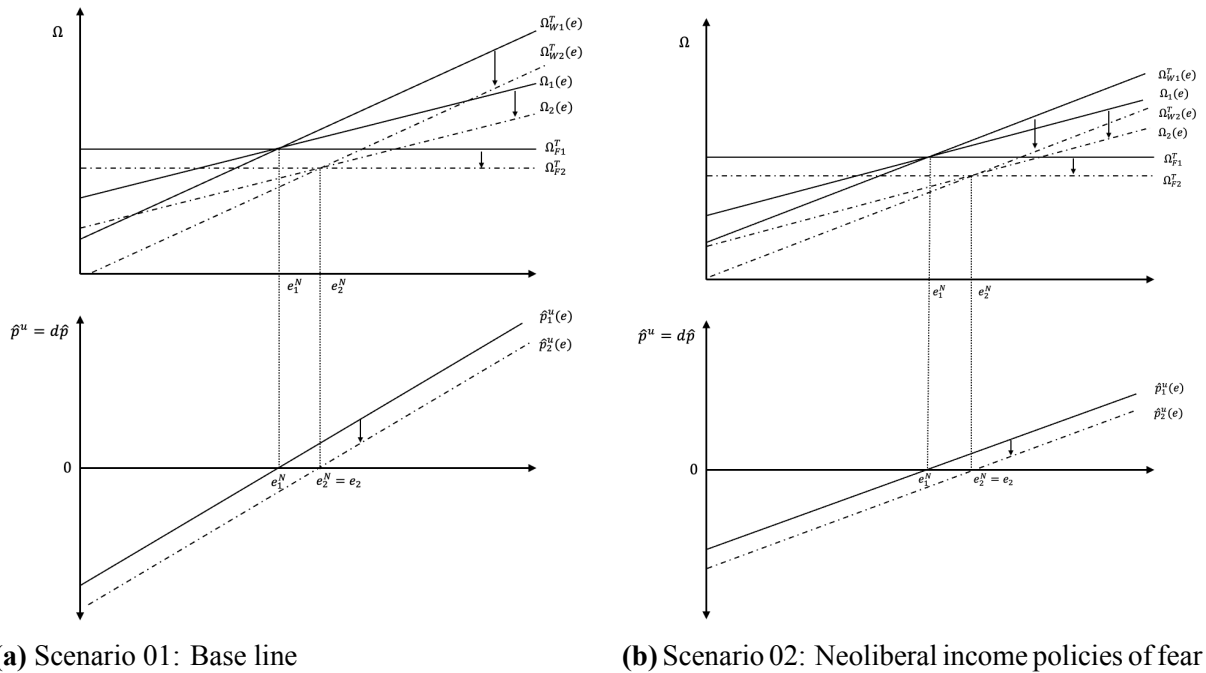 Ω
Ω^T_{W1}(e)
Ω^T_{W2}(e)
Ω_1(e)
Ω_2(e)
Ω^T_{F1}
Ω^T_{F2}
e^N_1 e^N_2
p̂^u = dp̂
p̂^u_1(e)
p̂^u_2(e)
0
e^N_1 e^N_2 = e_2
Ω
Ω^T_{W1}(e)
Ω_1(e)
Ω^T_{W2}(e)
Ω_2(e)
Ω^T_{F1}
Ω^T_{F2}
e^N_1 e^N_2
p̂^u = dp̂
p̂^u_1(e)
p̂^u_2(e)
0
e^N_1 e^N_2 = e_2
(a) Scenario 01: Base line
(b) Scenario 02: Neoliberal income policies of fear